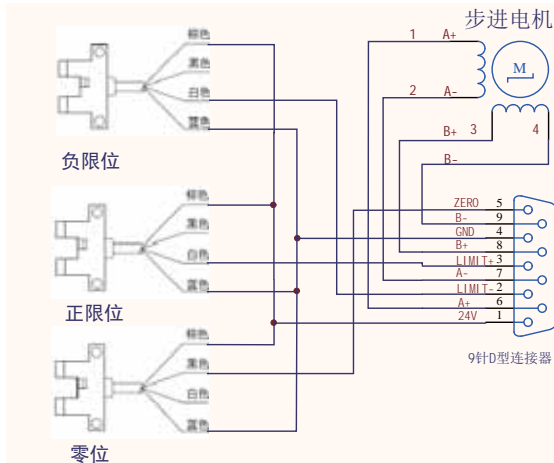 步进电机
棕色
黑色
白色
蓝色
负限位
1 A+
M
2 A-
B+ 3 4
B-
棕色
黑色
白色
蓝色
正限位
ZERO 5
B- 9
GND 4
B+ 8
LIMIT+ 3
A- 7
LIMIT- 2
A+ 6
24V 1
9针D型连接器
棕色
黑色
白色
蓝色
零位